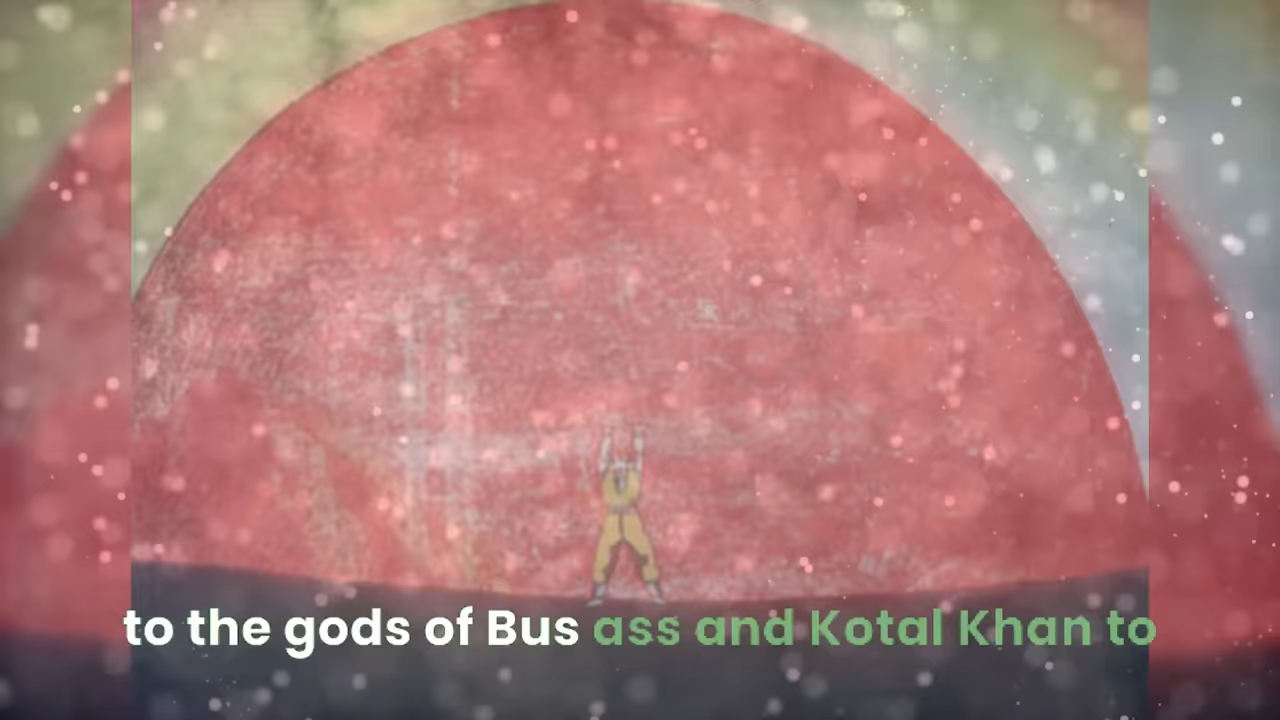 to the gods of Bus ass and Kotal Khan to